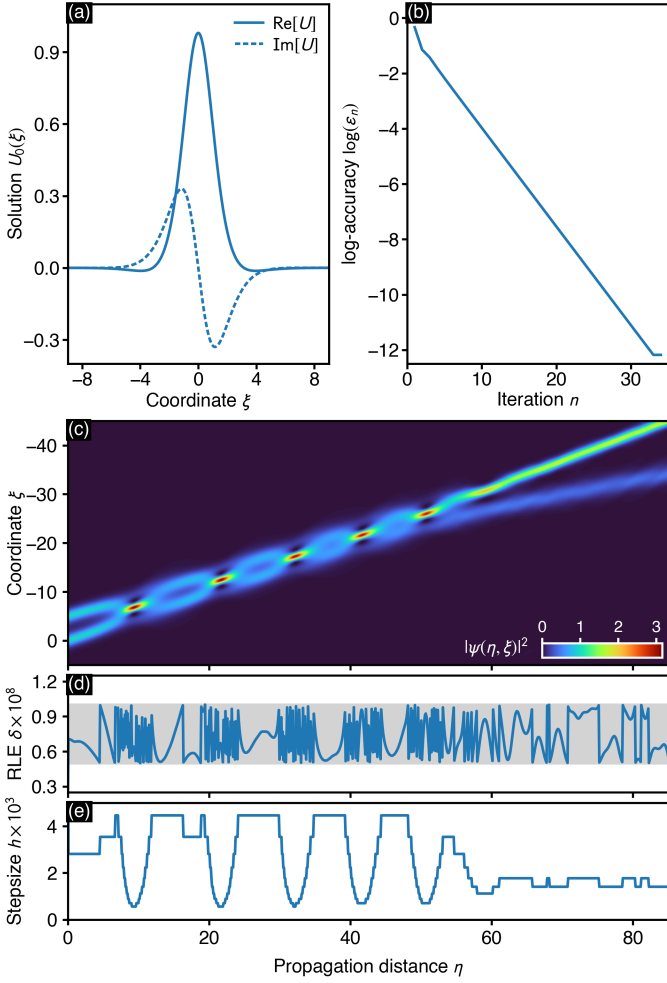 (a)
Re[U]
Im[U]
0.9
0.6
0.3
0.0
−0.3
Solution U₀(ξ)
−8 −4 0 4 8
Coordinate ξ
(b)
0
−2
−4
−6
−8
−10
−12
log-accuracy log(εₙ)
0 10 20 30
Iteration n
(c)
−40
−30
−20
−10
0
Coordinate ξ
|ψ(η, ξ)|²
0 1 2 3
(d)
1.2
0.9
0.6
0.3
RLE δ×10⁸
(e)
4
2
0
Stepsize h×10³
0 20 40 60 80
Propagation distance η